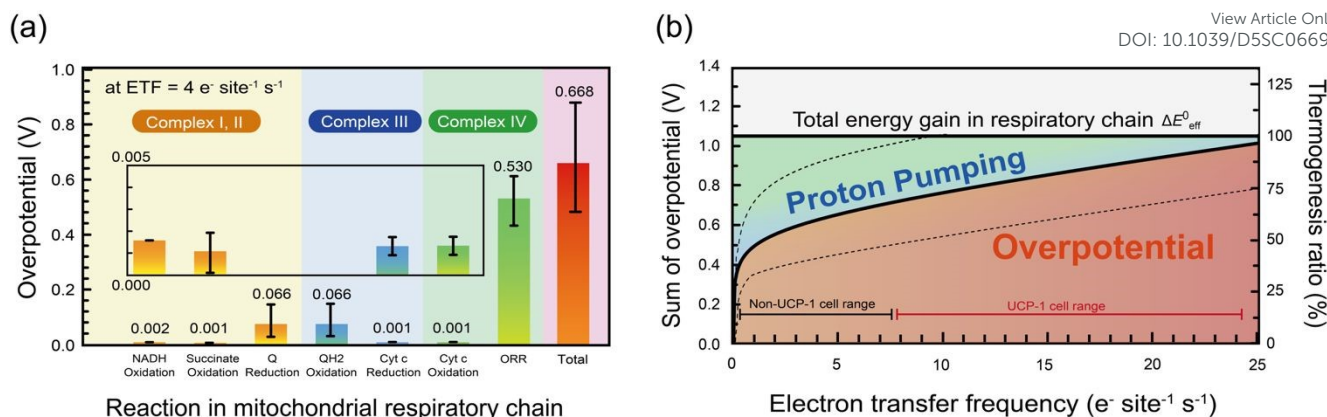 (a)
at ETF = 4 e⁻ site⁻¹ s⁻¹
Complex I, II
Complex III
Complex IV
Overpotential (V)
1.0
0.8
0.6
0.4
0.2
0.0
0.005
0.000
0.002
0.001
0.066
0.066
0.001
0.001
0.530
0.668
NADH
Oxidation
Succinate
Oxidation
Q
Reduction
QH2
Oxidation
Cyt c
Reduction
Cyt c
Oxidation
ORR
Total
Reaction in mitochondrial respiratory chain
(b)
View Article Onl
DOI: 10.1039/D5SC0669
Sum of overpotential (V)
1.4
1.2
1.0
0.8
0.6
0.4
0.2
0.0
Total energy gain in respiratory chain ΔE⁰eff
Proton Pumping
Overpotential
Non-UCP-1 cell range
UCP-1 cell range
0
5
10
15
20
25
Electron transfer frequency (e⁻ site⁻¹ s⁻¹)
125
100
75
50
25
0
Thermogenesis ratio (%)